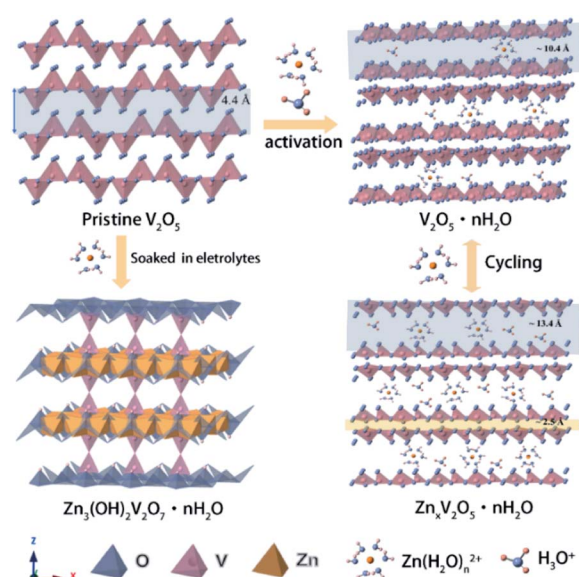 4.4 Å
activation
~ 10.4 Å
Pristine V₂O₅
V₂O₅・nH₂O
Soaked in eletrolytes
Cycling
~ 13.4 Å
~2.5 Å
Zn₃(OH)₂V₂O₇・nH₂O
ZnₓV₂O₅・nH₂O
z
x
O
V
Zn
Zn(H₂O)ₙ²⁺
H₃O⁺